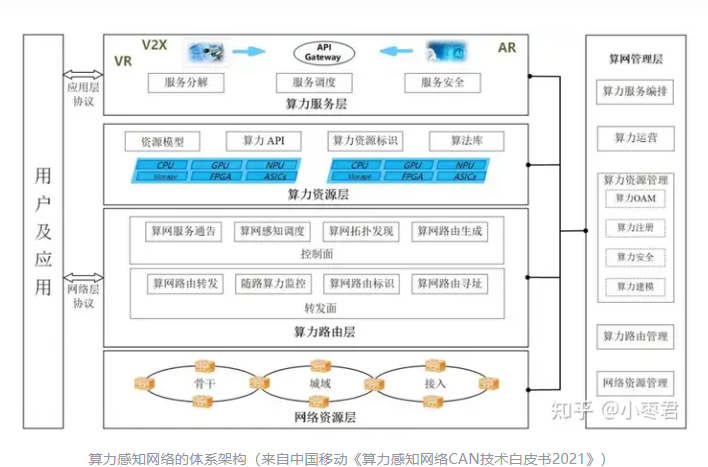 用户及应用
应用层
协议
网络层
协议
VR
V2X
API
Gateway
AI
AR
服务分解
服务调度
服务安全
算力服务层
资源模型
算力 API
算力资源标识
算法库
CPU GPU NPU
Storage FPGA ASICs
CPU GPU NPU
Storage FPGA ASICs
算力资源层
算网服务通告
算网感知调度
算网拓扑发现
算网路由生成
控制面
算网路由转发
随路算力监控
算网路由标识
算网路由寻址
转发面
算力路由层
骨干
城域
接入
网络资源层
算网管理层
算力服务编排
算力运营
算力资源管理
算力OAM
算力注册
算力安全
算力建模
算力路由管理
网络资源管理
知乎 @小枣君
算力感知网络的体系架构（来自中国移动《算力感知网络CAN技术白皮书2021》）